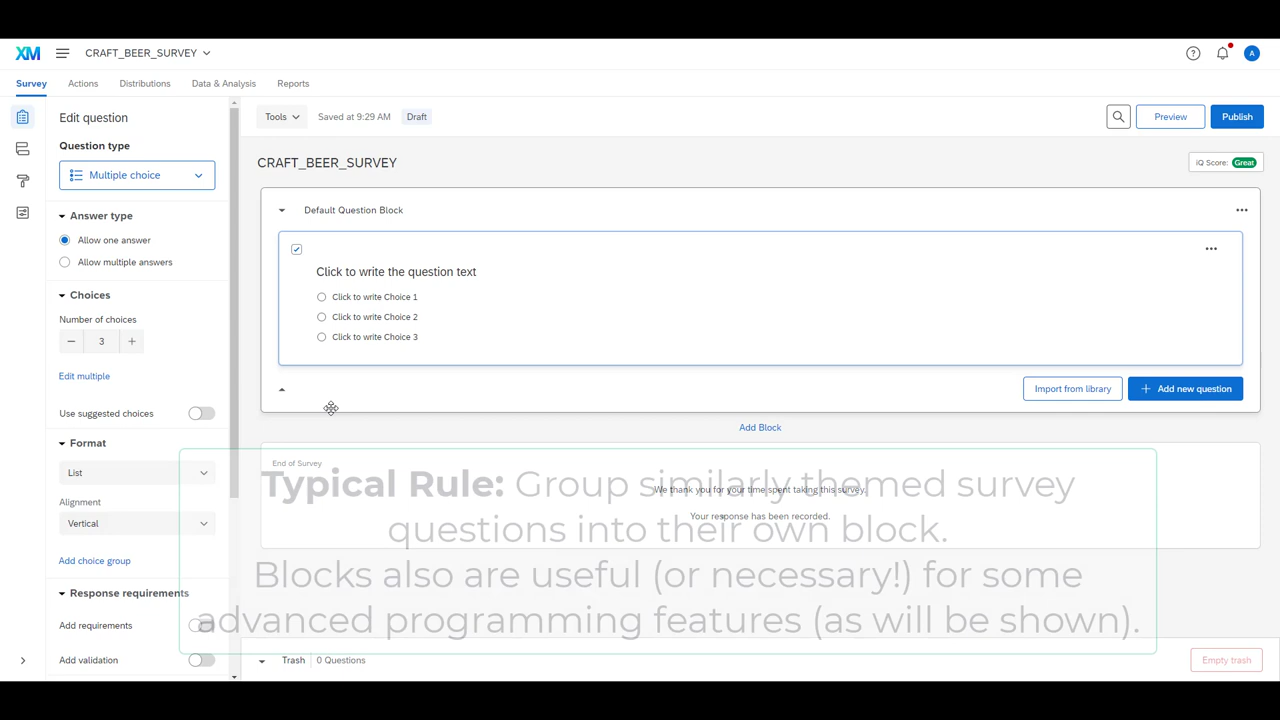 XM
CRAFT_BEER_SURVEY
A
Survey
Actions
Distributions
Data & Analysis
Reports
Edit question
Question type
Multiple choice
Answer type
Allow one answer
Allow multiple answers
Choices
Number of choices
3
Edit multiple
Use suggested choices
Format
List
Alignment
Vertical
Add choice group
Response requirements
Add requirements
Add validation
Tools
Saved at 9:29 AM
Draft
Preview
Publish
CRAFT_BEER_SURVEY
iQ Score: Great
Default Question Block
Click to write the question text
Click to write Choice 1
Click to write Choice 2
Click to write Choice 3
Import from library
Add new question
Add Block
End of Survey
We thank you for your time spent taking this survey.
Your response has been recorded.
Typical Rule: Group similarly themed survey
questions into their own block.
Blocks also are useful (or necessary!) for some
advanced programming features (as will be shown).
Trash
0 Questions
Empty trash